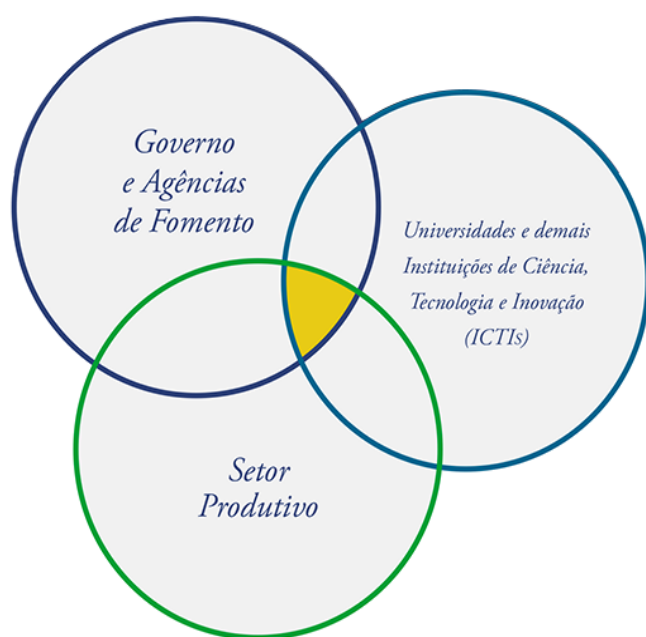 Governo
e Agências
de Fomento
Universidades e demais
Instituições de Ciência,
Tecnologia e Inovação
(ICTIs)
Setor
Produtivo